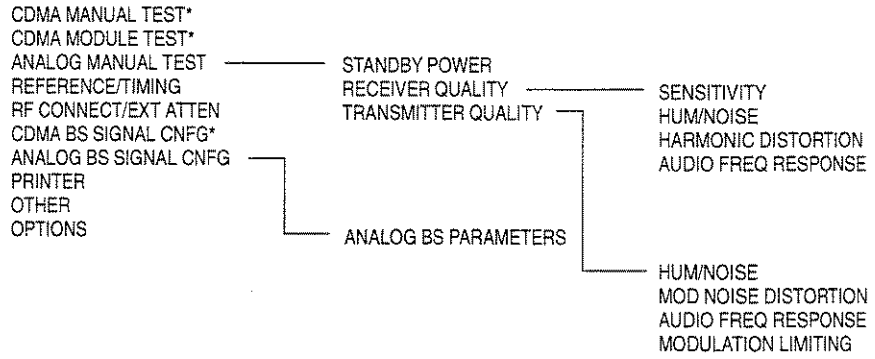 CDMA MANUAL TEST*
CDMA MODULE TEST*
ANALOG MANUAL TEST
REFERENCE/TIMING
RF CONNECT/EXT ATTEN
CDMA BS SIGNAL CNFG*
ANALOG BS SIGNAL CNFG
PRINTER
OTHER
OPTIONS
STANDBY POWER
RECEIVER QUALITY
TRANSMITTER QUALITY
ANALOG BS PARAMETERS
SENSITIVITY
HUM/NOISE
HARMONIC DISTORTION
AUDIO FREQ RESPONSE
HUM/NOISE
MOD NOISE DISTORTION
AUDIO FREQ RESPONSE
MODULATION LIMITING